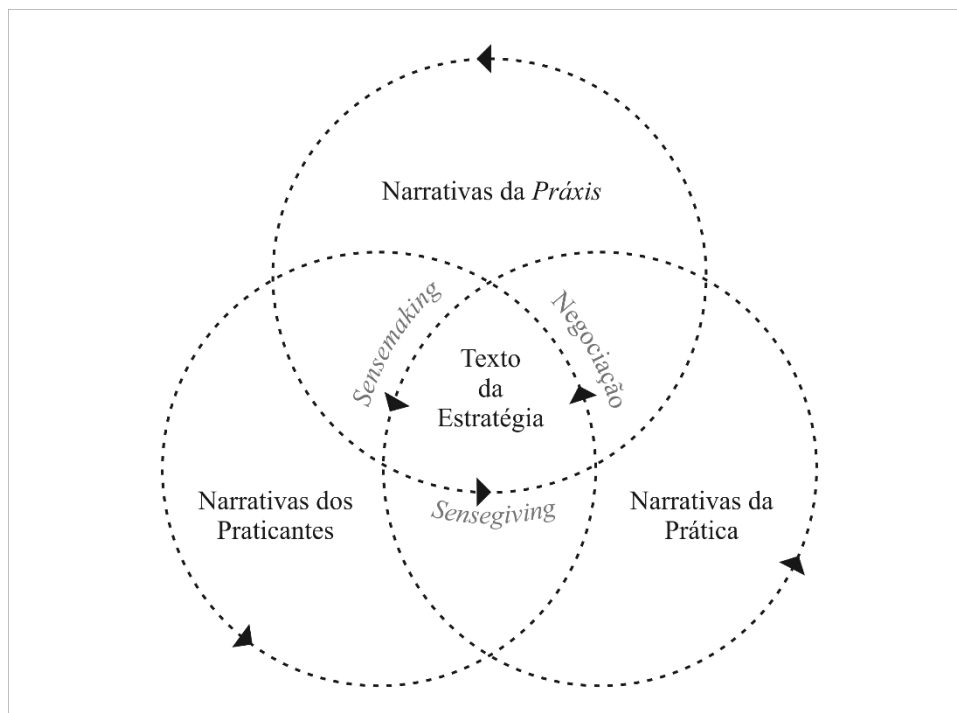 Narrativas da Práxis
Sensemaking
Negociação
Texto
da
Estratégia
Narrativas dos
Praticantes
Sensegiving
Narrativas da
Prática